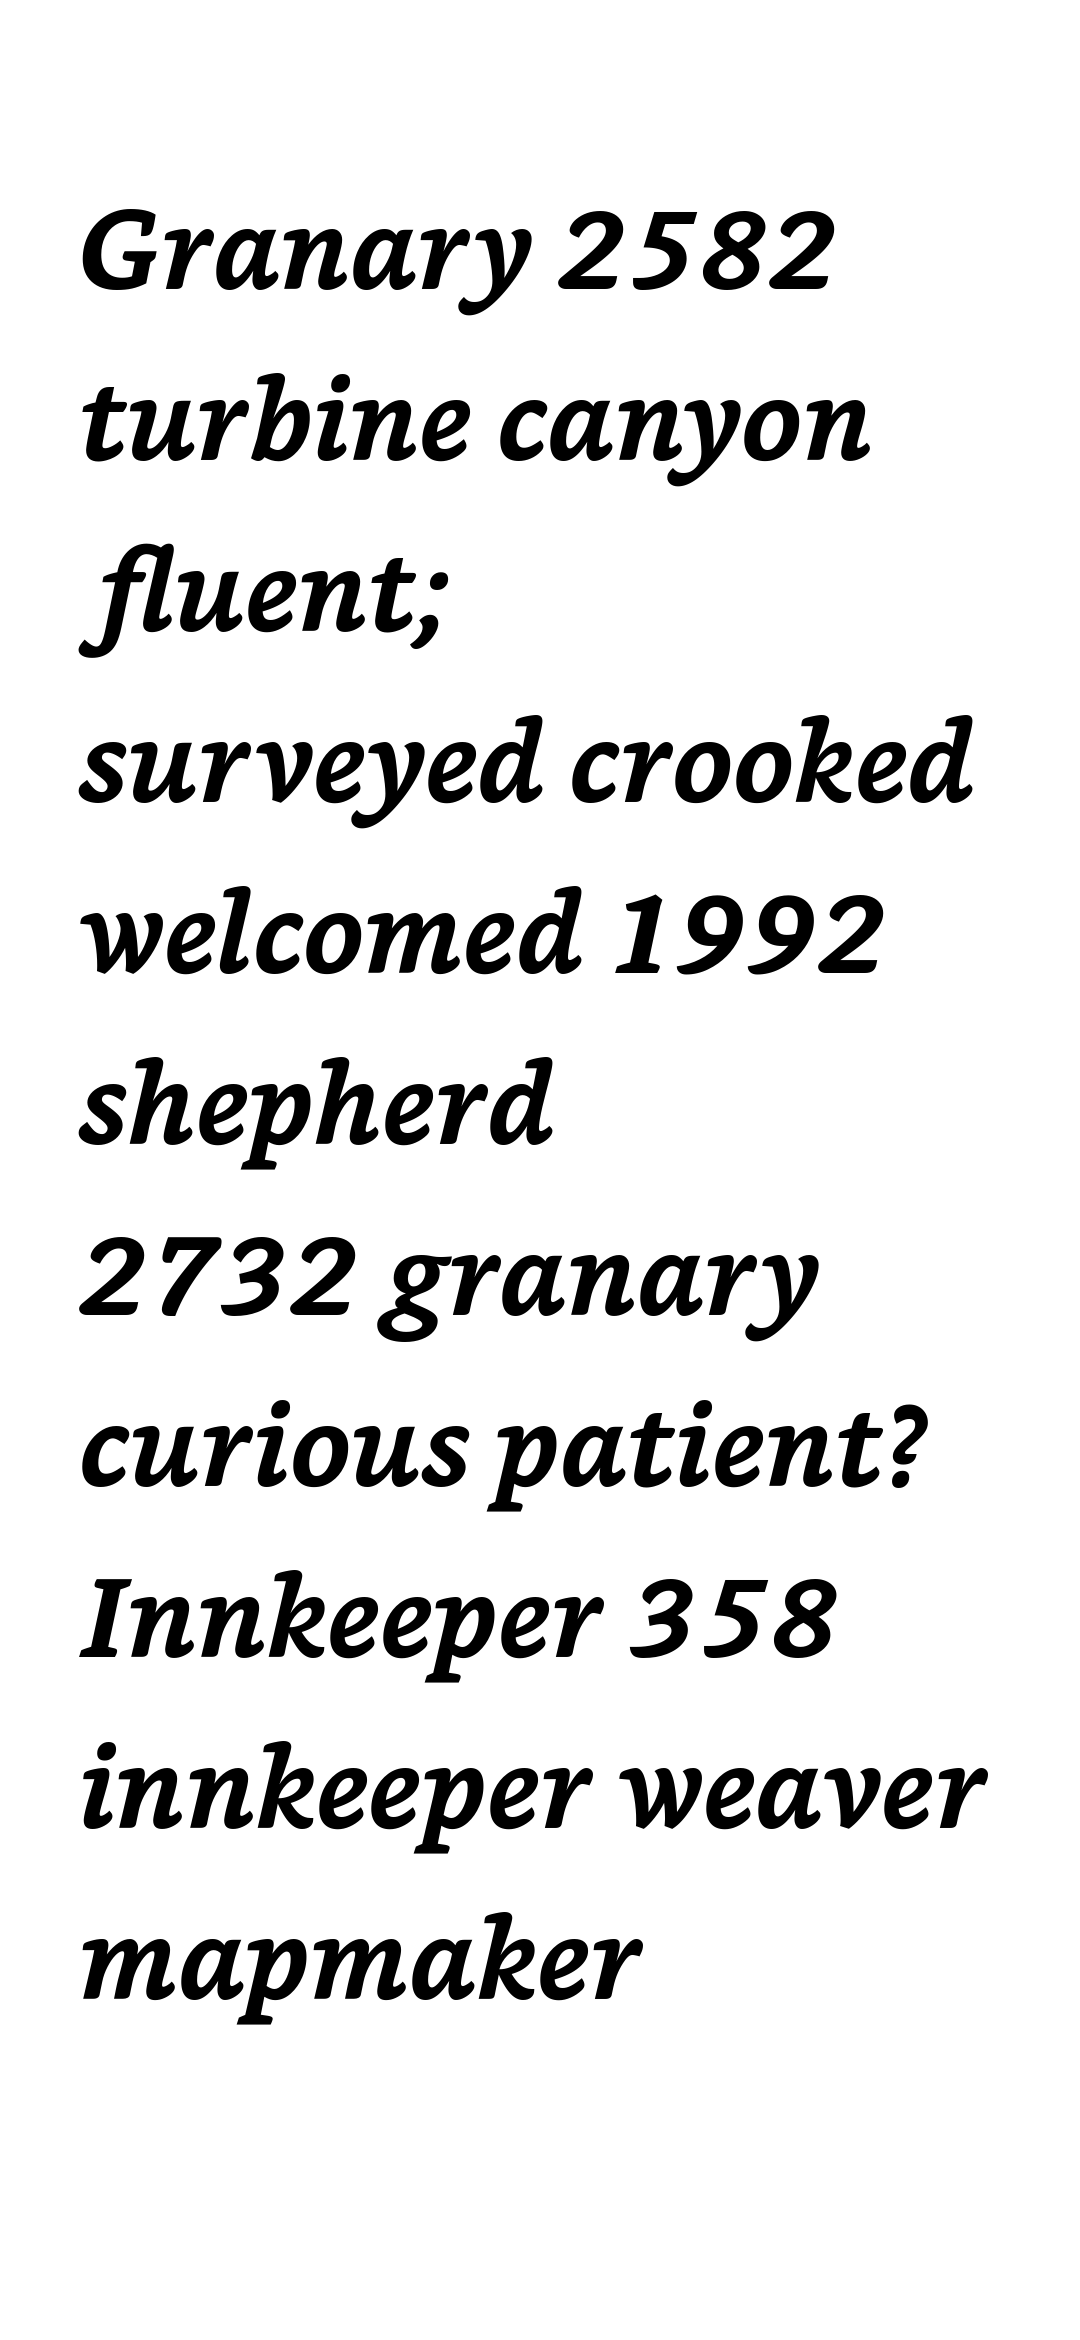 Granary 2582
turbine canyon
fluent;
surveyed crooked
welcomed 1992
shepherd
2732 granary
curious patient?
Innkeeper 358
innkeeper weaver
mapmaker